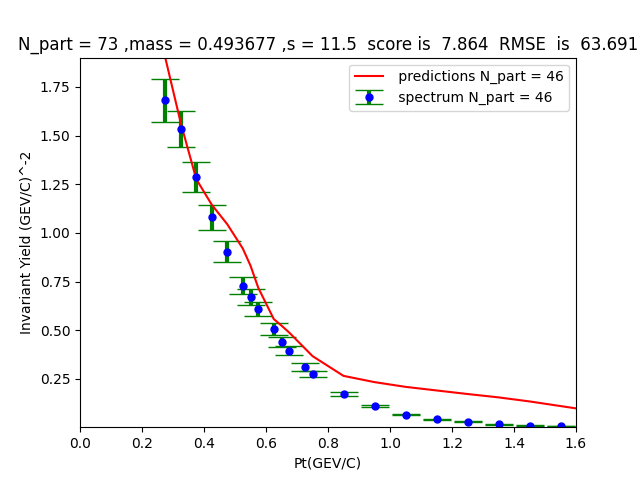 N_part = 73 ,mass = 0.493677 ,s = 11.5  score is  7.864  RMSE  is  63.691
predictions N_part = 46
spectrum N_part = 46
Invariant Yield (GEV/C)^-2
1.75
1.50
1.25
1.00
0.75
0.50
0.25
0.0 0.2 0.4 0.6 0.8 1.0 1.2 1.4 1.6
Pt(GEV/C)